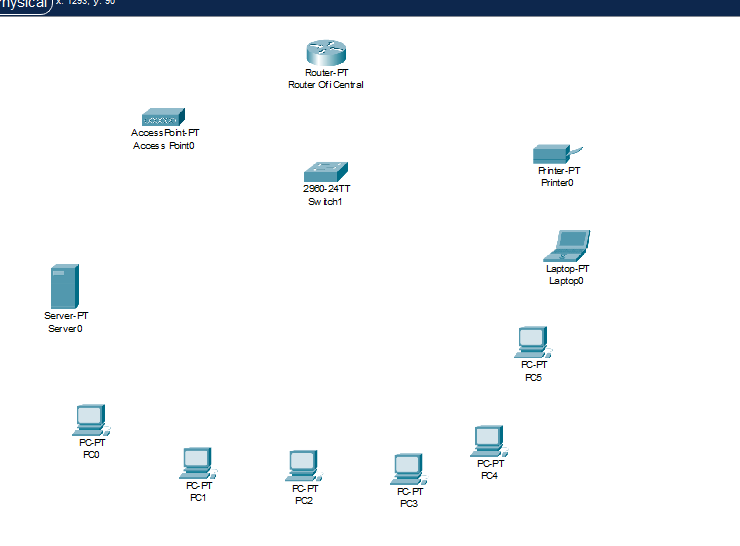 Physical x: 1293, y: 90
Router-PT
Router Ofi Central
AccessPoint-PT
Access Point0
2960-24TT
Switch1
Printer-PT
Printer0
Laptop-PT
Laptop0
Server-PT
Server0
PC-PT
PC5
PC-PT
PC0
PC-PT
PC1
PC-PT
PC2
PC-PT
PC3
PC-PT
PC4